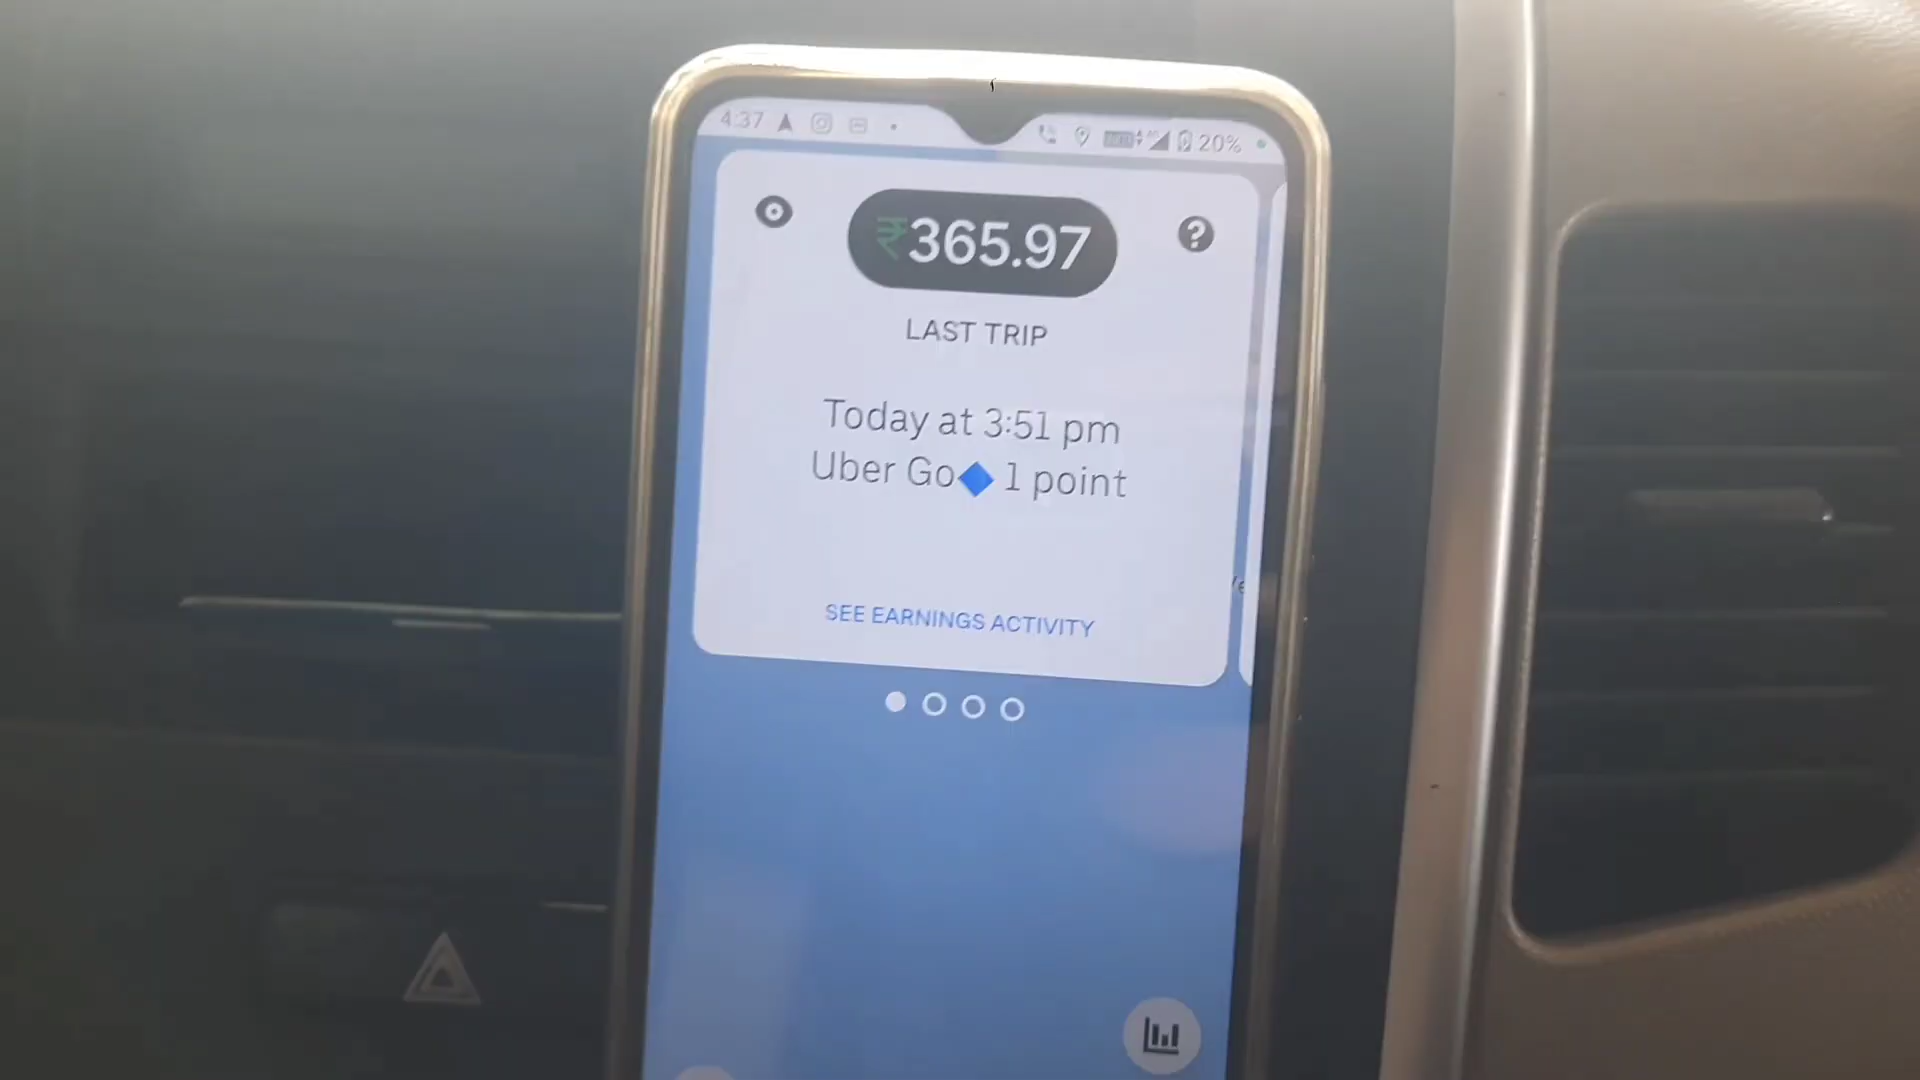 4:37
20%
₹365.97
LAST TRIP
Today at 3:51 pm
Uber Go 1 point
SEE EARNINGS ACTIVITY